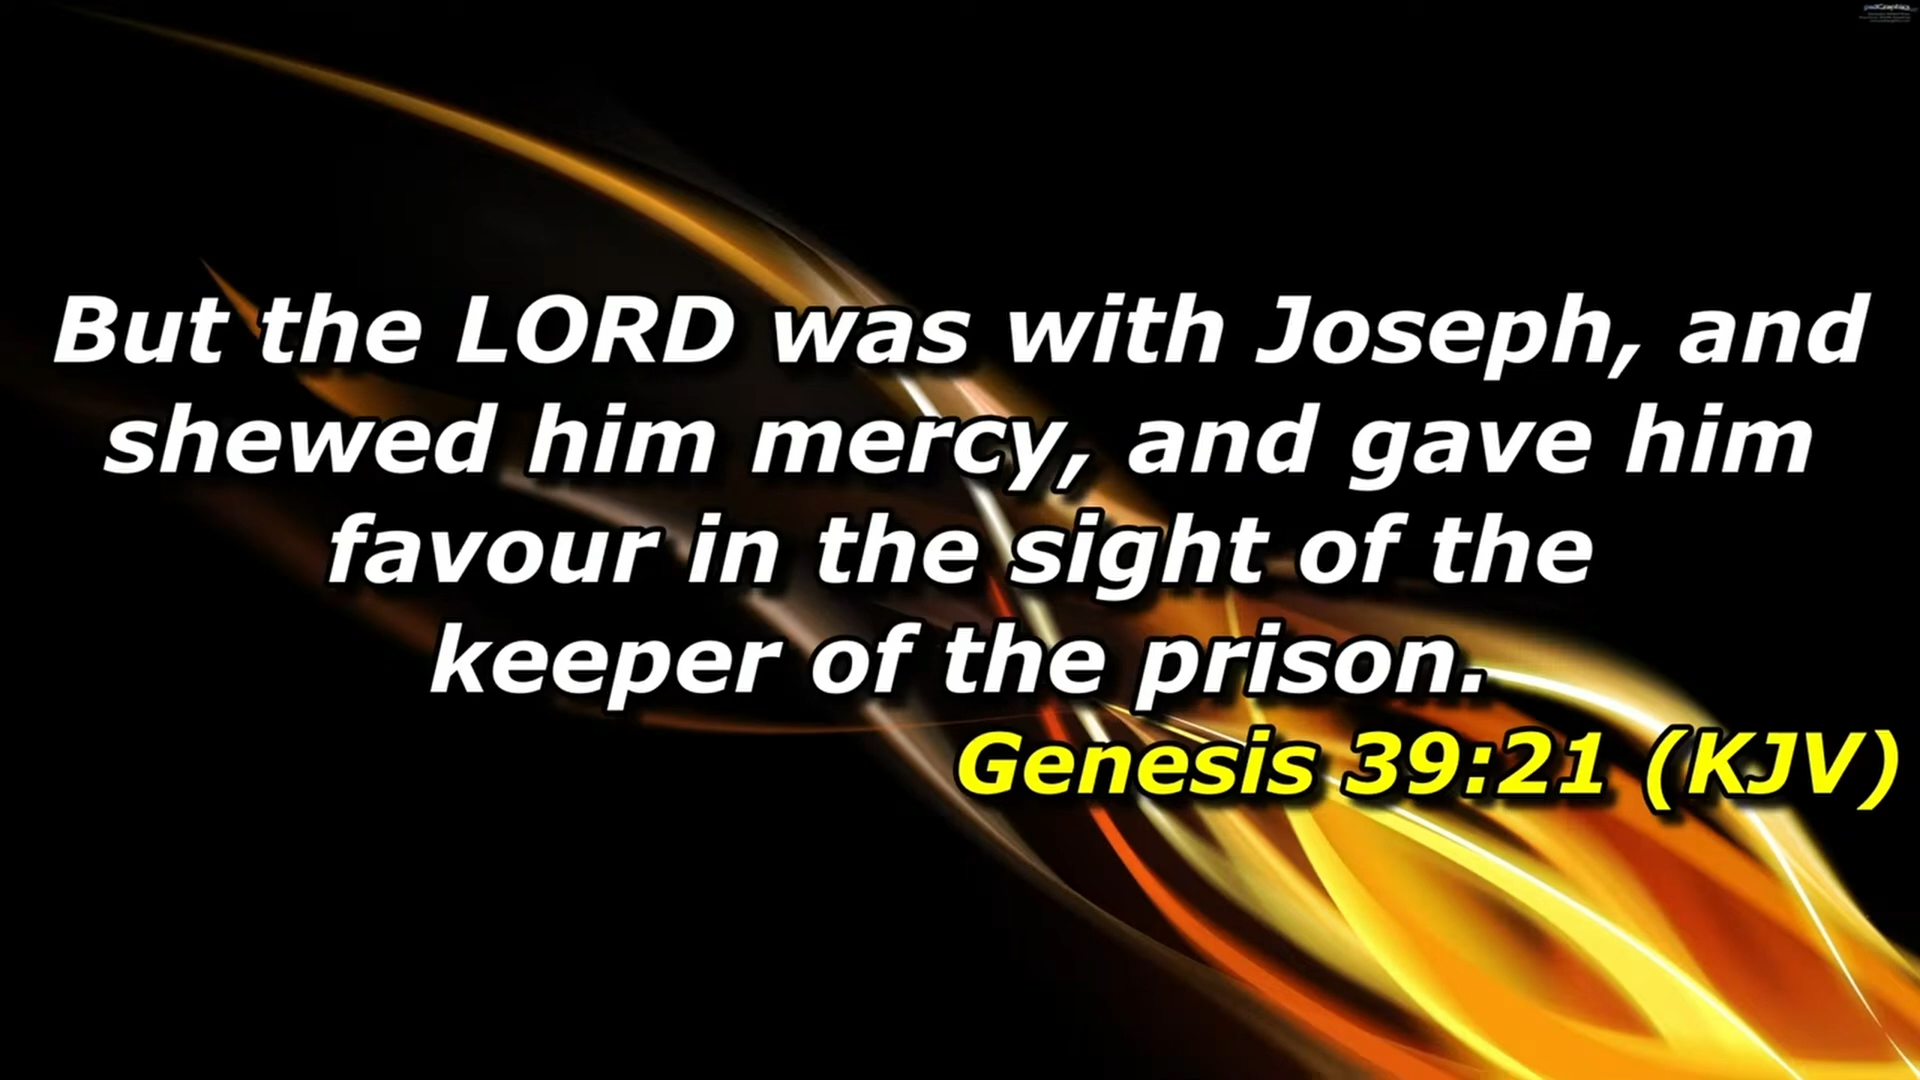 psdGraphics
But the LORD was with Joseph, and
shewed him mercy, and gave him
favour in the sight of the
keeper of the prison.
Genesis 39:21 (KJV)